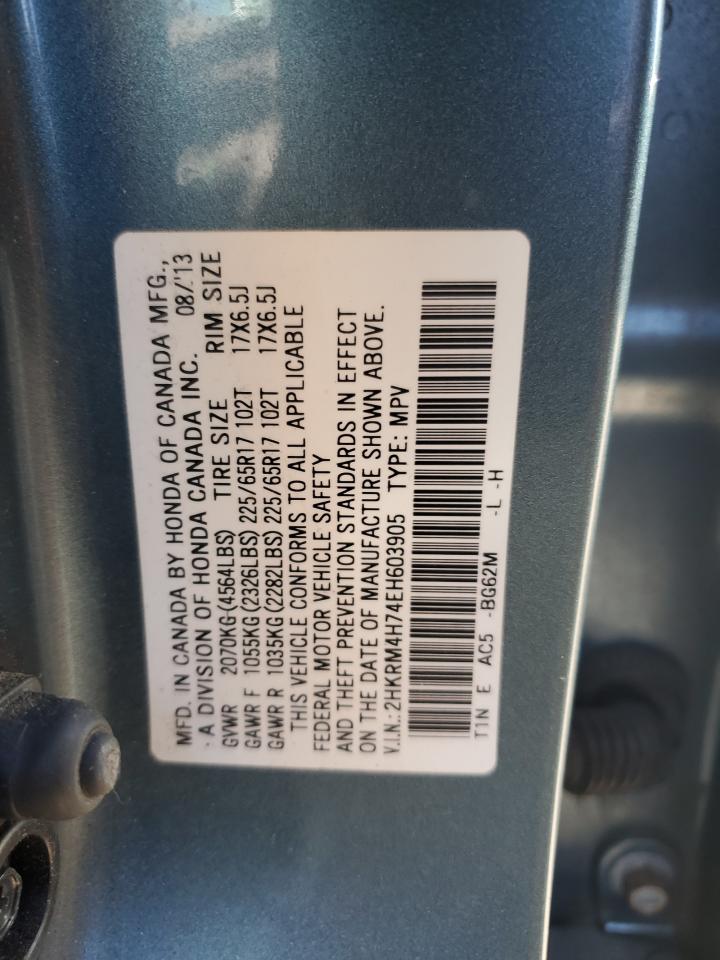 MFD. IN CANADA BY HONDA OF CANADA MFG.,
A DIVISION OF HONDA CANADA INC. 08/'13
GVWR 2070KG(4564LBS) TIRE SIZE RIM SIZE
GAWR F 1055KG(2326LBS) 225/65R17 102T 17X6.5J
GAWR R 1035KG(2282LBS) 225/65R17 102T 17X6.5J
THIS VEHICLE CONFORMS TO ALL APPLICABLE
FEDERAL MOTOR VEHICLE SAFETY
AND THEFT PREVENTION STANDARDS IN EFFECT
ON THE DATE OF MANUFACTURE SHOWN ABOVE.
V.I.N.:2HKRM4H74EH603905 TYPE: MPV
T1N E AC5 -BG62M -L -H